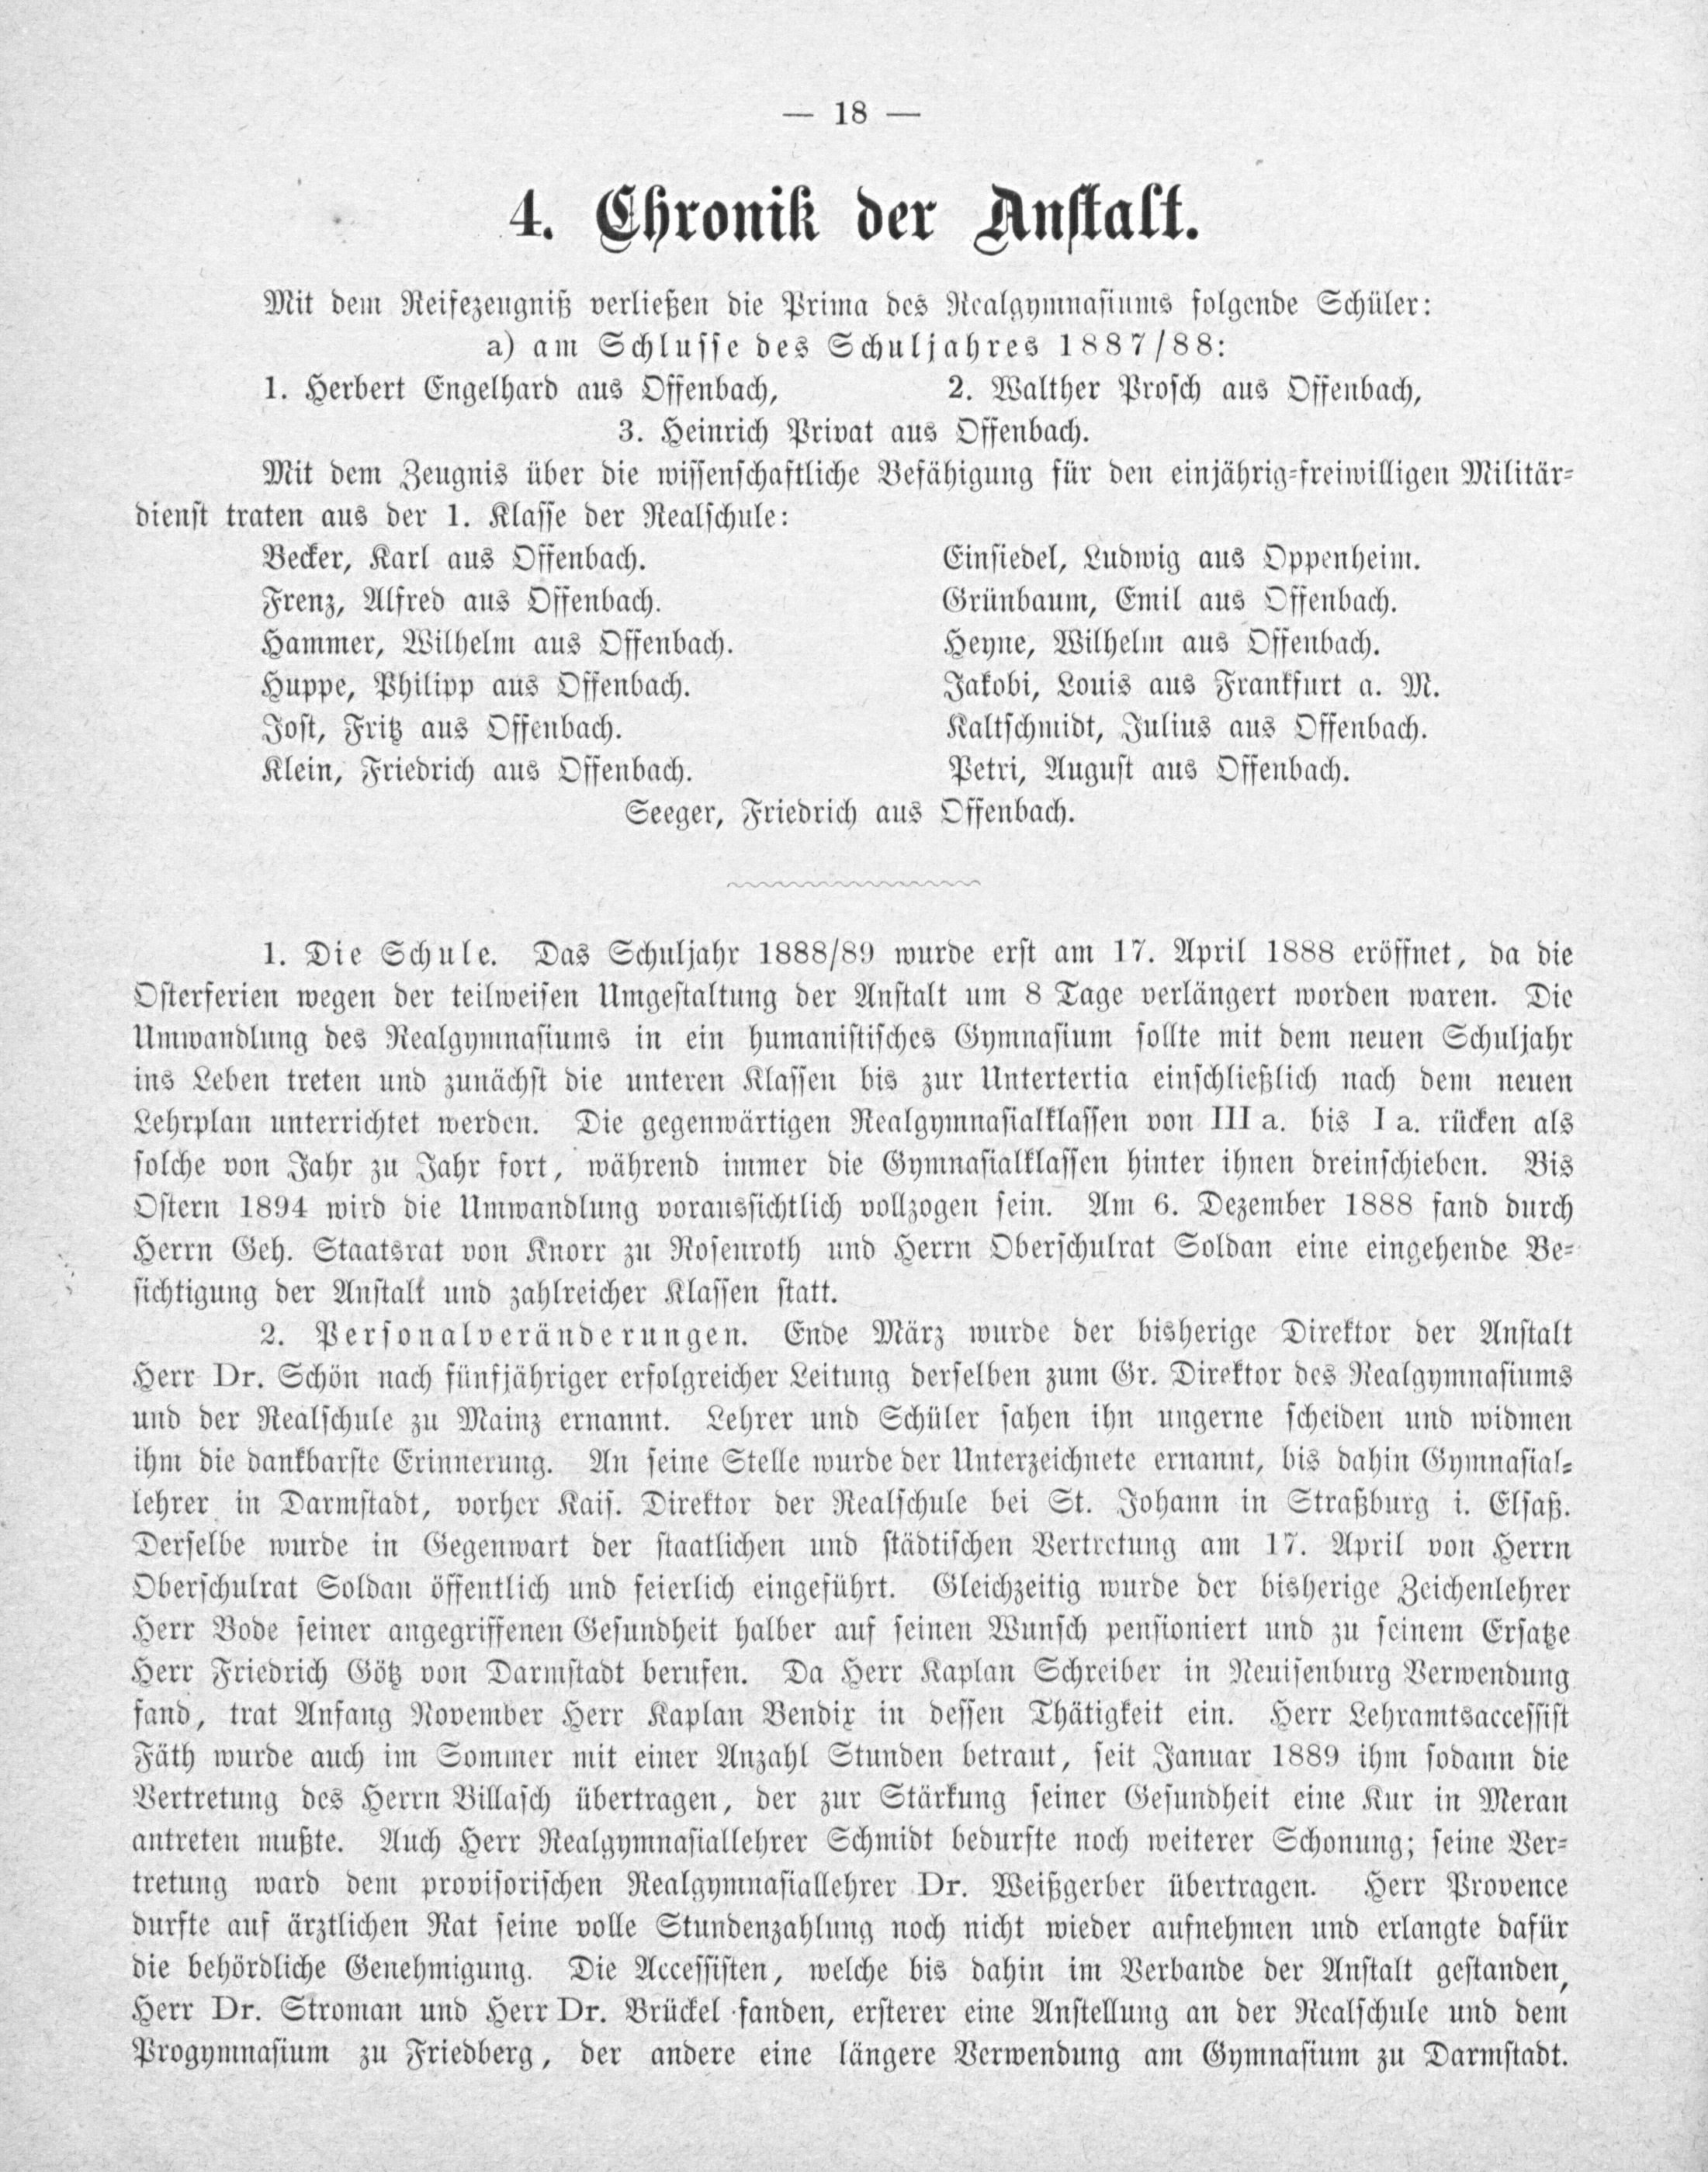 — 18 —
4. Chronik der Anstalt.
Mit dem Reifezeugniß verließen die Prima des Realgymnasiums folgende Schüler:
a) am Schlusse des Schuljahres 1887/88:
1. Herbert Engelhard aus Offenbach, 2. Walther Prosch aus Offenbach,
3. Heinrich Privat aus Offenbach.
Mit dem Zeugnis über die wissenschaftliche Befähigung für den einjährig-freiwilligen Militär-
dienst traten aus der 1. Klasse der Realschule:
Becker, Karl aus Offenbach. Einsiedel, Ludwig aus Oppenheim.
Frenz, Alfred aus Offenbach. Grünbaum, Emil aus Offenbach.
Hammer, Wilhelm aus Offenbach. Heyne, Wilhelm aus Offenbach.
Huppe, Philipp aus Offenbach. Jakobi, Louis aus Frankfurt a. M.
Jost, Fritz aus Offenbach. Kaltschmidt, Julius aus Offenbach.
Klein, Friedrich aus Offenbach. Petri, August aus Offenbach.
Seeger, Friedrich aus Offenbach.
1. Die Schule. Das Schuljahr 1888/89 wurde erst am 17. April 1888 eröffnet, da die
Osterferien wegen der teilweisen Umgestaltung der Anstalt um 8 Tage verlängert worden waren. Die
Umwandlung des Realgymnasiums in ein humanistisches Gymnasium sollte mit dem neuen Schuljahr
ins Leben treten und zunächst die unteren Klassen bis zur Untertertia einschließlich nach dem neuen
Lehrplan unterrichtet werden. Die gegenwärtigen Realgymnasialklassen von III a. bis I a. rücken als
solche von Jahr zu Jahr fort, während immer die Gymnasialklassen hinter ihnen dreinschieben. Bis
Ostern 1894 wird die Umwandlung voraussichtlich vollzogen sein. Am 6. Dezember 1888 fand durch
Herrn Geh. Staatsrat von Knorr zu Rosenroth und Herrn Oberschulrat Soldan eine eingehende Be-
sichtigung der Anstalt und zahlreicher Klassen statt.
2. Personalveränderungen. Ende März wurde der bisherige Direktor der Anstalt
Herr Dr. Schön nach fünfjähriger erfolgreicher Leitung derselben zum Gr. Direktor des Realgymnasiums
und der Realschule zu Mainz ernannt. Lehrer und Schüler sahen ihn ungerne scheiden und widmen
ihm die dankbarste Erinnerung. An seine Stelle wurde der Unterzeichnete ernannt, bis dahin Gymnasial-
lehrer in Darmstadt, vorher Kais. Direktor der Realschule bei St. Johann in Straßburg i. Elsaß.
Derselbe wurde in Gegenwart der staatlichen und städtischen Vertretung am 17. April von Herrn
Oberschulrat Soldan öffentlich und feierlich eingeführt. Gleichzeitig wurde der bisherige Zeichenlehrer
Herr Bode seiner angegriffenen Gesundheit halber auf seinen Wunsch pensioniert und zu seinem Ersatze
Herr Friedrich Götz von Darmstadt berufen. Da Herr Kaplan Schreiber in Neuisenburg Verwendung
fand, trat Anfang November Herr Kaplan Bendix in dessen Thätigkeit ein. Herr Lehramtsaccessist
Fäth wurde auch im Sommer mit einer Anzahl Stunden betraut, seit Januar 1889 ihm sodann die
Vertretung des Herrn Villasch übertragen, der zur Stärkung seiner Gesundheit eine Kur in Meran
antreten mußte. Auch Herr Realgymnasiallehrer Schmidt bedurfte noch weiterer Schonung; seine Ver-
tretung ward dem provisorischen Realgymnasiallehrer Dr. Weißgerber übertragen. Herr Provence
durfte auf ärztlichen Rat seine volle Stundenzahlung noch nicht wieder aufnehmen und erlangte dafür
die behördliche Genehmigung. Die Accessisten, welche bis dahin im Verbande der Anstalt gestanden,
Herr Dr. Stroman und Herr Dr. Brückel fanden, ersterer eine Anstellung an der Realschule und dem
Progymnasium zu Friedberg, der andere eine längere Verwendung am Gymnasium zu Darmstadt.